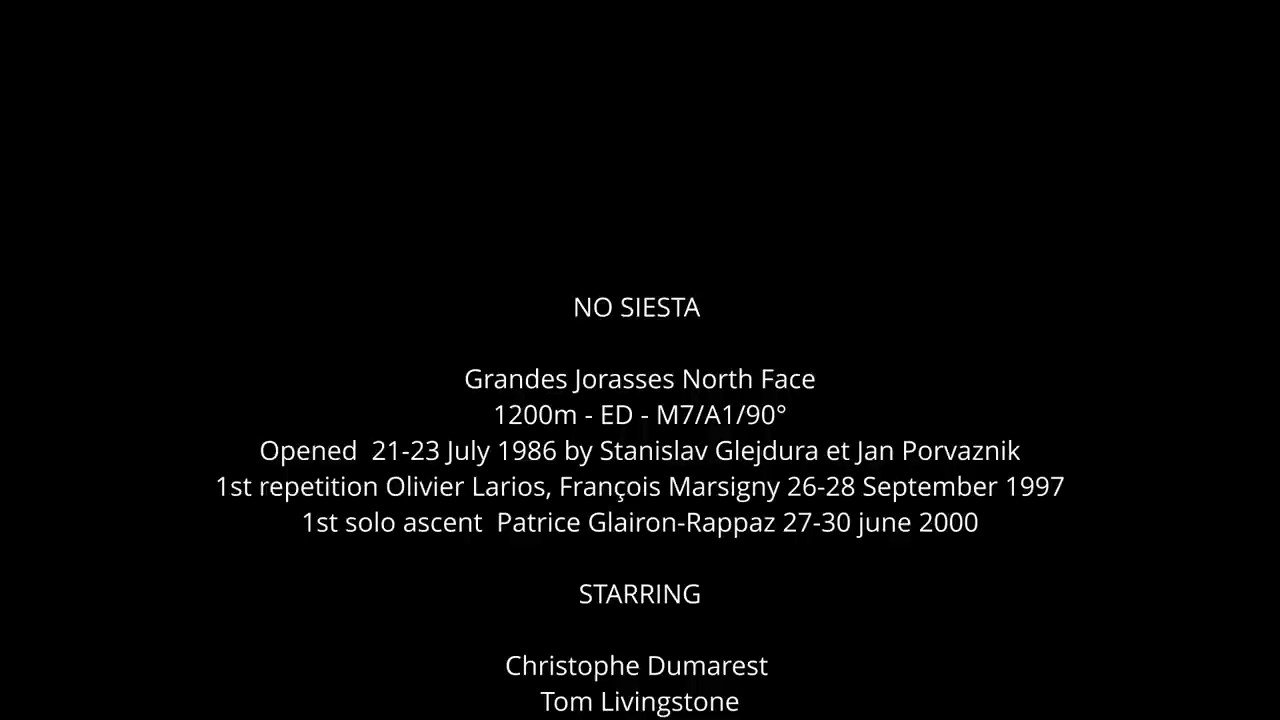 NO SIESTA
Grandes Jorasses North Face
1200m - ED - M7/A1/90°
Opened  21-23 July 1986 by Stanislav Glejdura et Jan Porvaznik
1st repetition Olivier Larios, François Marsigny 26-28 September 1997
1st solo ascent  Patrice Glairon-Rappaz 27-30 june 2000
STARRING
Christophe Dumarest
Tom Livingstone